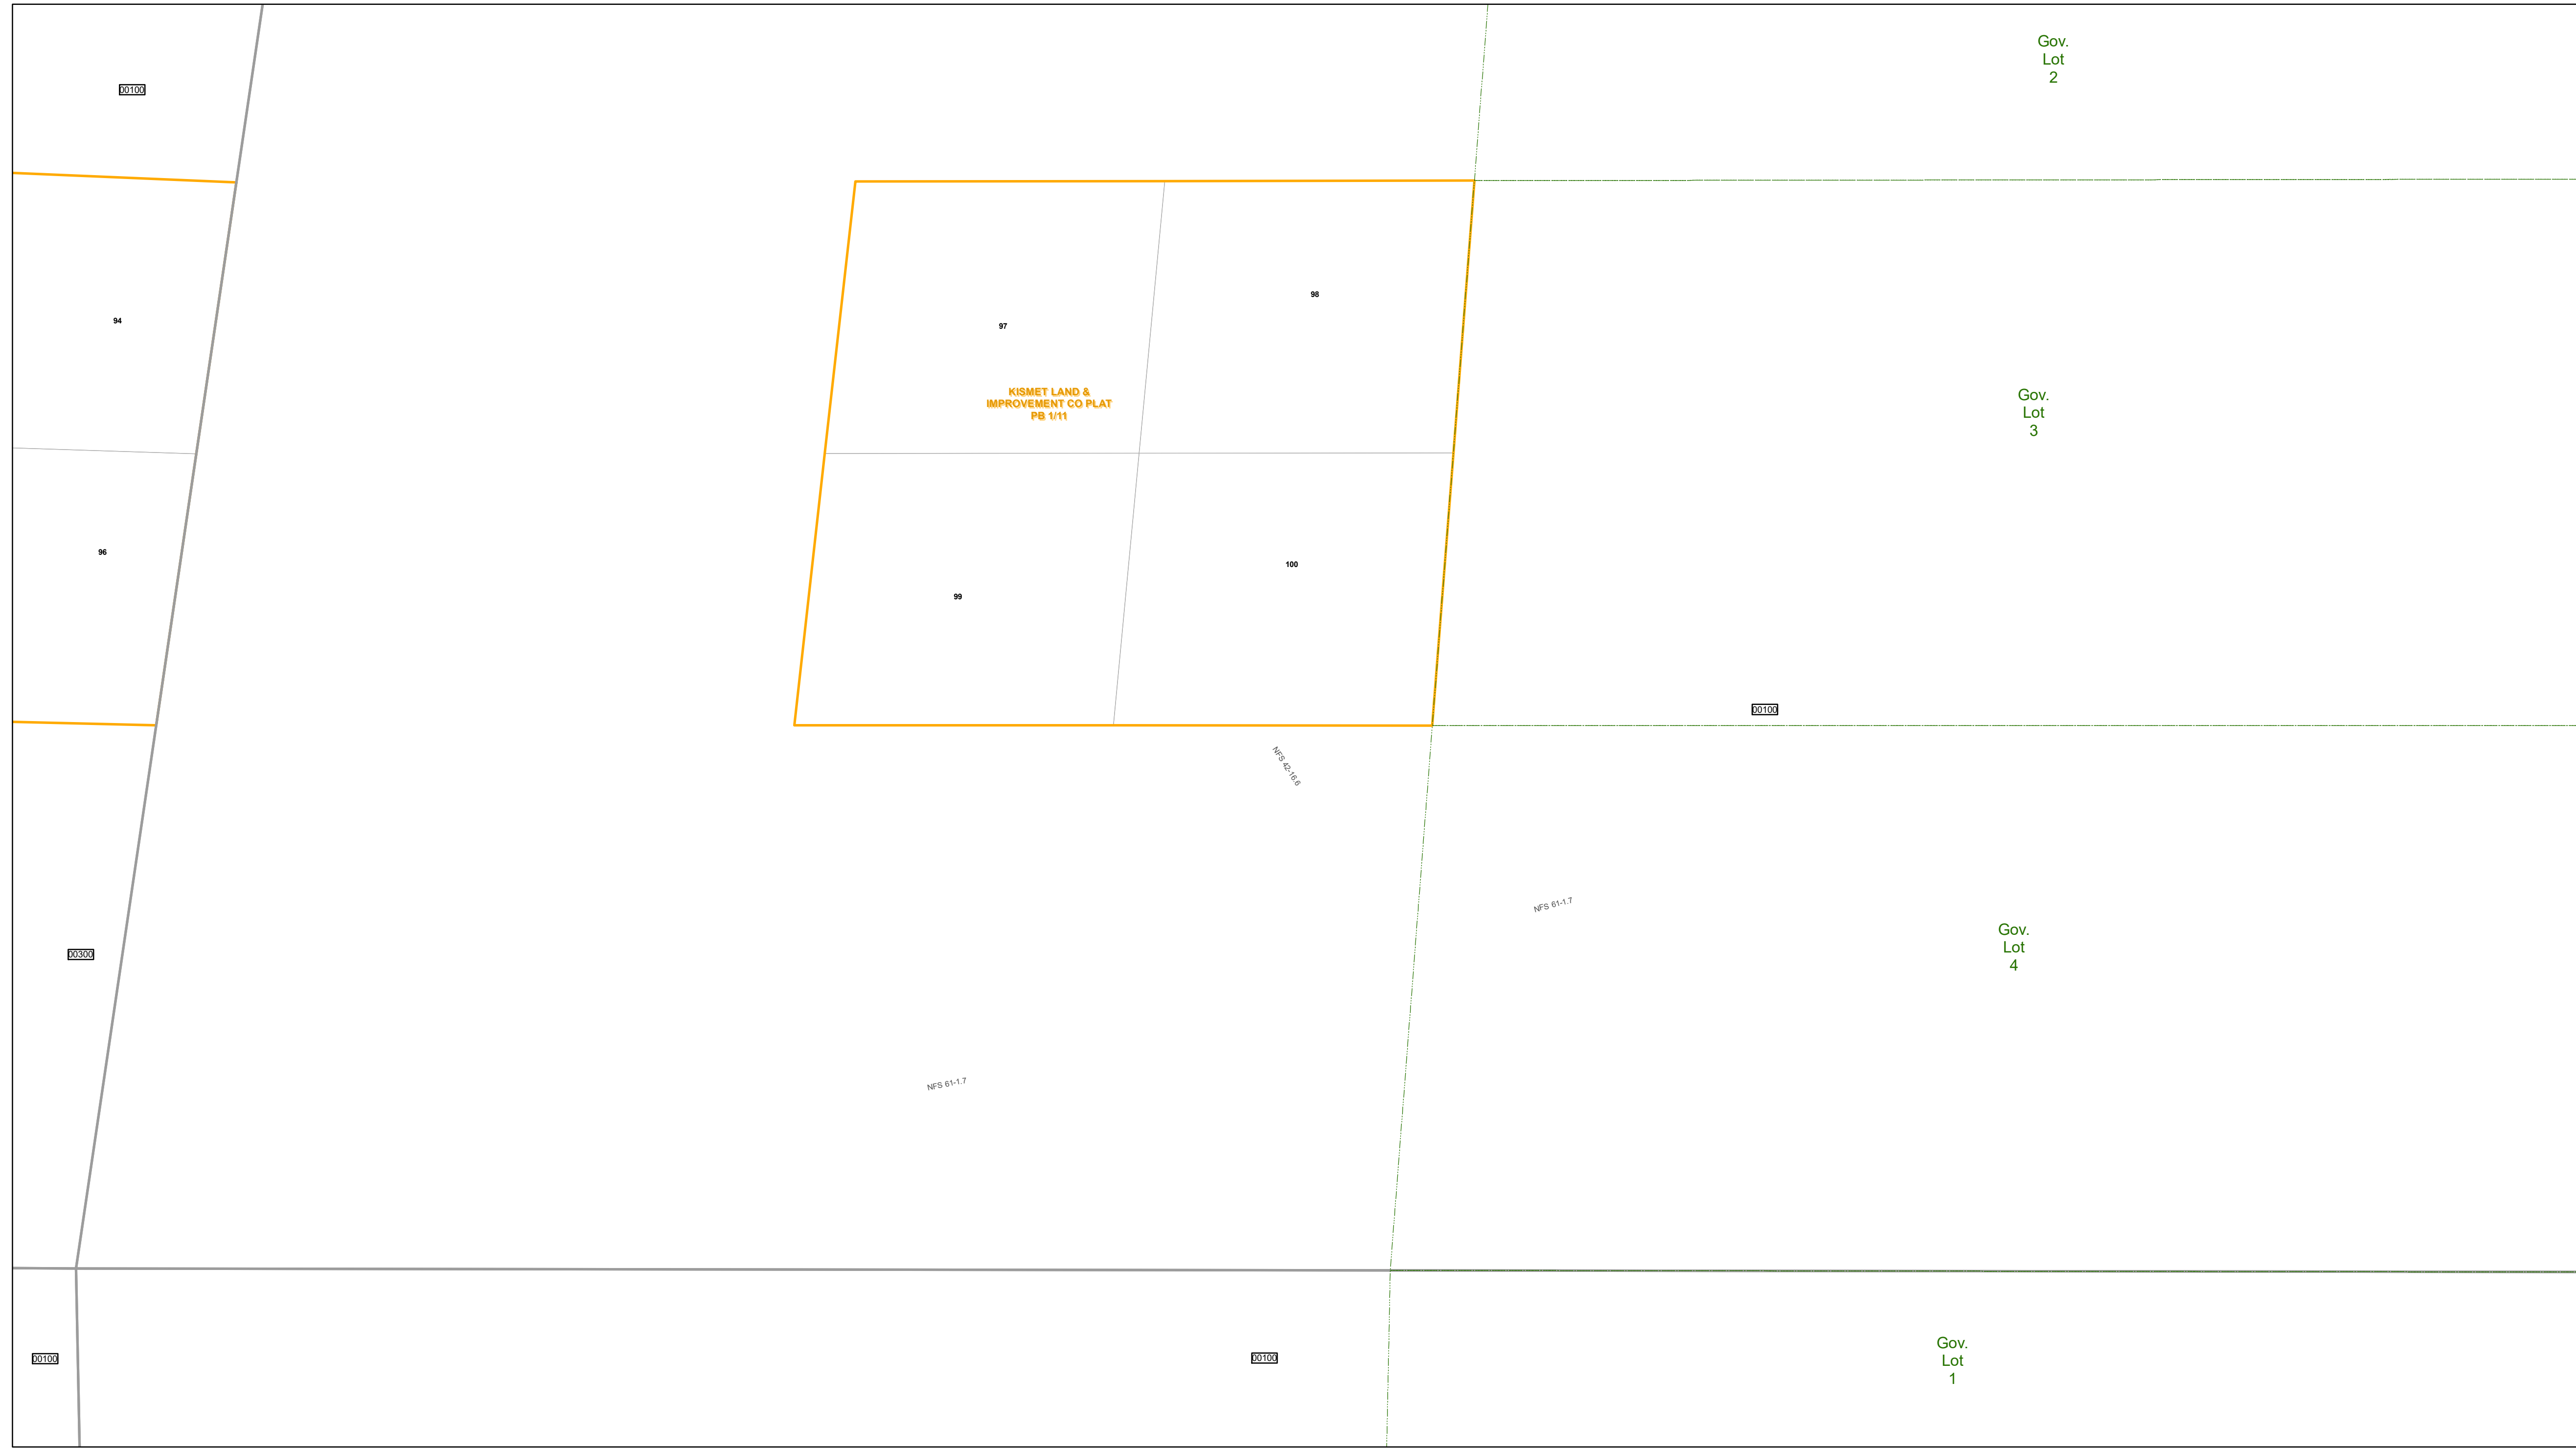 Gov.
Lot
2
00100
98
94
97
KISMET LAND &
IMPROVEMENT CO PLAT
PB 1/11
Gov.
Lot
3
96
100
99
00100
NFS 42-16.6
NFS 61-1.7
Gov.
Lot
4
00300
NFS 61-1.7
Gov.
Lot
1
00100
00100